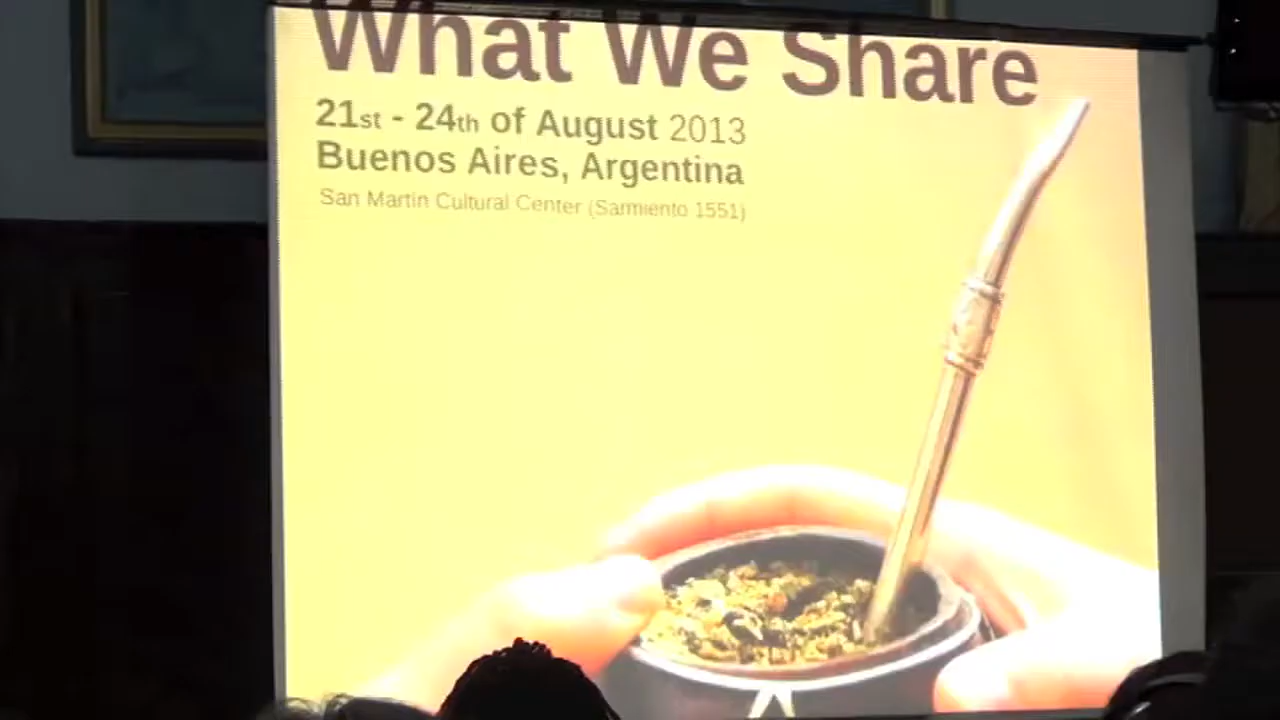 What We Share
21st - 24th of August 2013
Buenos Aires, Argentina
San Martin Cultural Center (Sarmiento 1551)